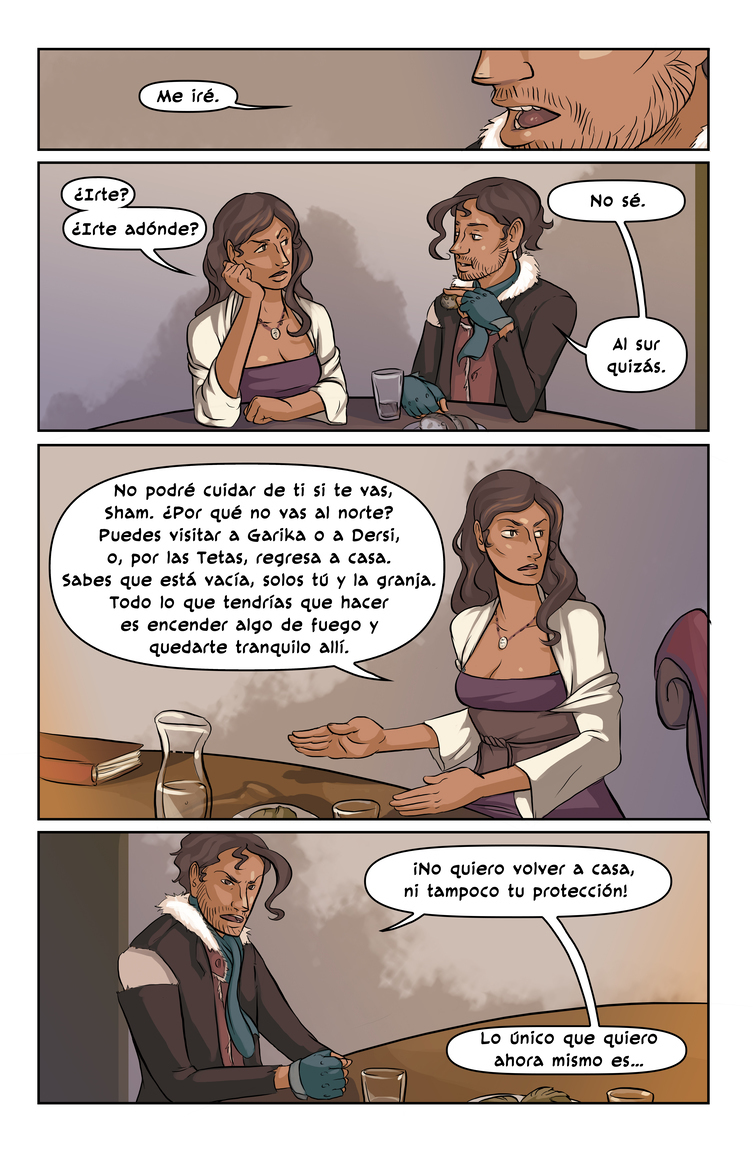 Me iré.
¿Irte?
¿Irte adónde?
No sé.
Al sur
quizás.
No podré cuidar de ti si te vas,
Sham. ¿Por qué no vas al norte?
Puedes visitar a Garika o a Dersi,
o, por las Tetas, regresa a casa.
Sabes que está vacía, solos tú y la granja.
Todo lo que tendrías que hacer
es encender algo de fuego y
quedarte tranquilo allí.
¡No quiero volver a casa,
ni tampoco tu protección!
Lo único que quiero
ahora mismo es...